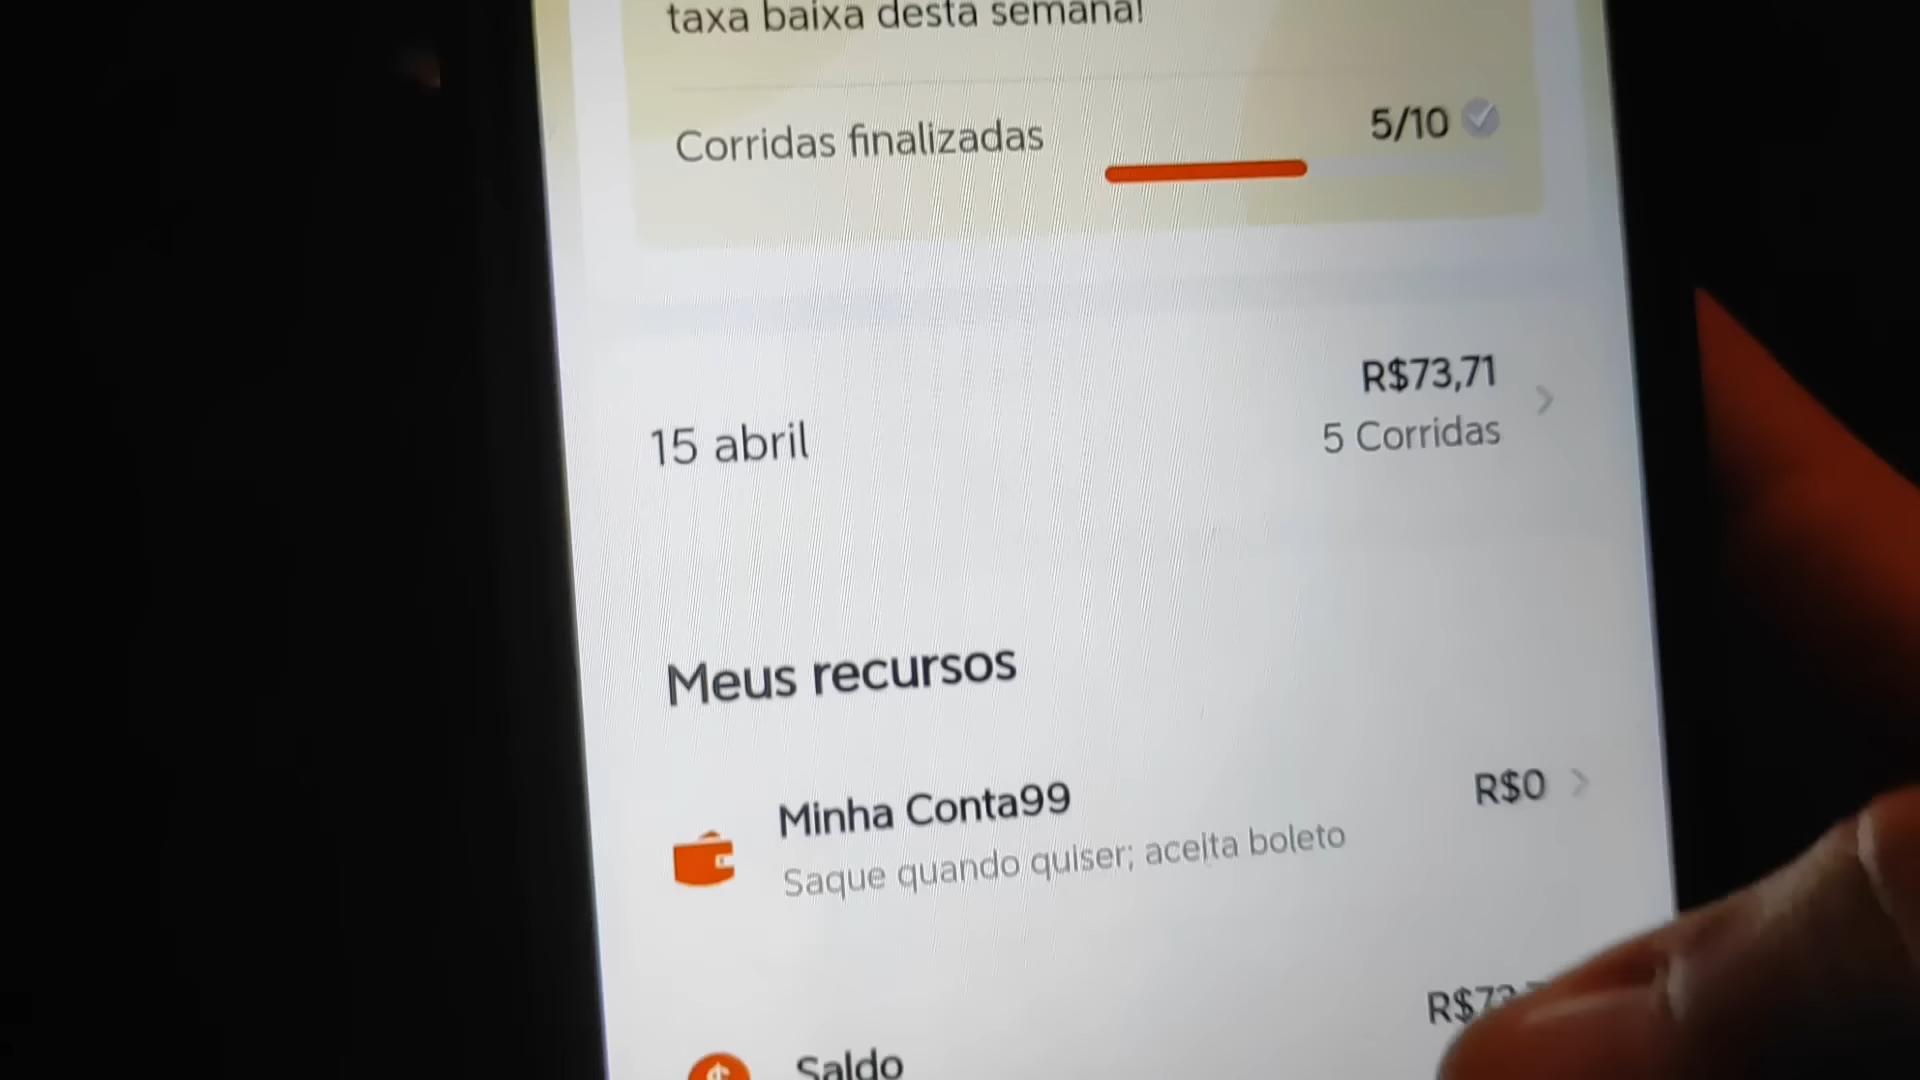 taxa baixa desta semana!
Corridas finalizadas
5/10
R$73,71
15 abril
5 Corridas
Meus recursos
Minha Conta99
R$0
Saque quando quiser; aceita boleto
Saldo